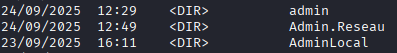 24/09/2025  12:29    <DIR>          admin
24/09/2025  12:49    <DIR>          Admin.Reseau
23/09/2025  16:11    <DIR>          AdminLocal